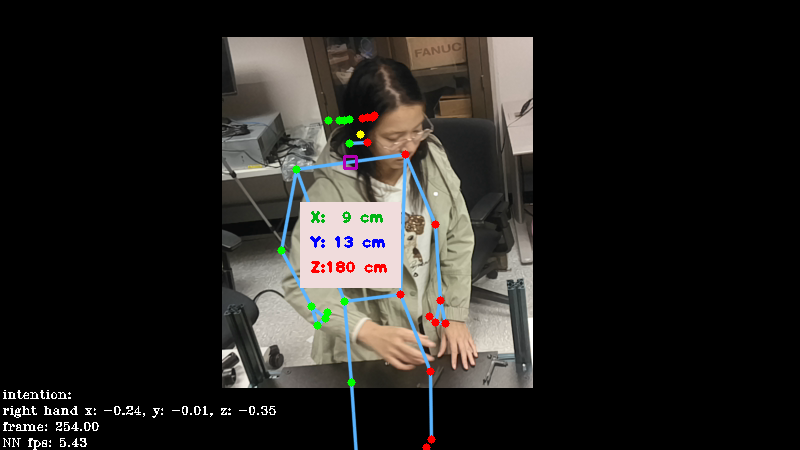 FANUC
X: 9 cm
Y: 13 cm
Z:180 cm
intention:
right hand x: −0.24, y: −0.01, z: −0.35
frame: 254.00
NN fps: 5.43